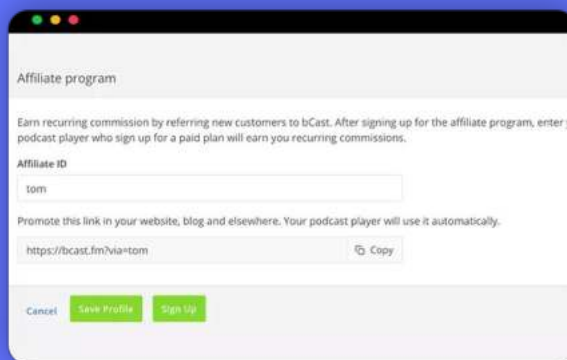 Affiliate program
Earn recurring commission by referring new customers to bCast. After signing up for the affiliate program, enter
podcast player who sign up for a paid plan will earn you recurring commissions.
Affiliate ID
tom
Promote this link in your website, blog and elsewhere. Your podcast player will use it automatically.
https://bcast.fm?via=tom Copy
Cancel Save Profile Sign Up